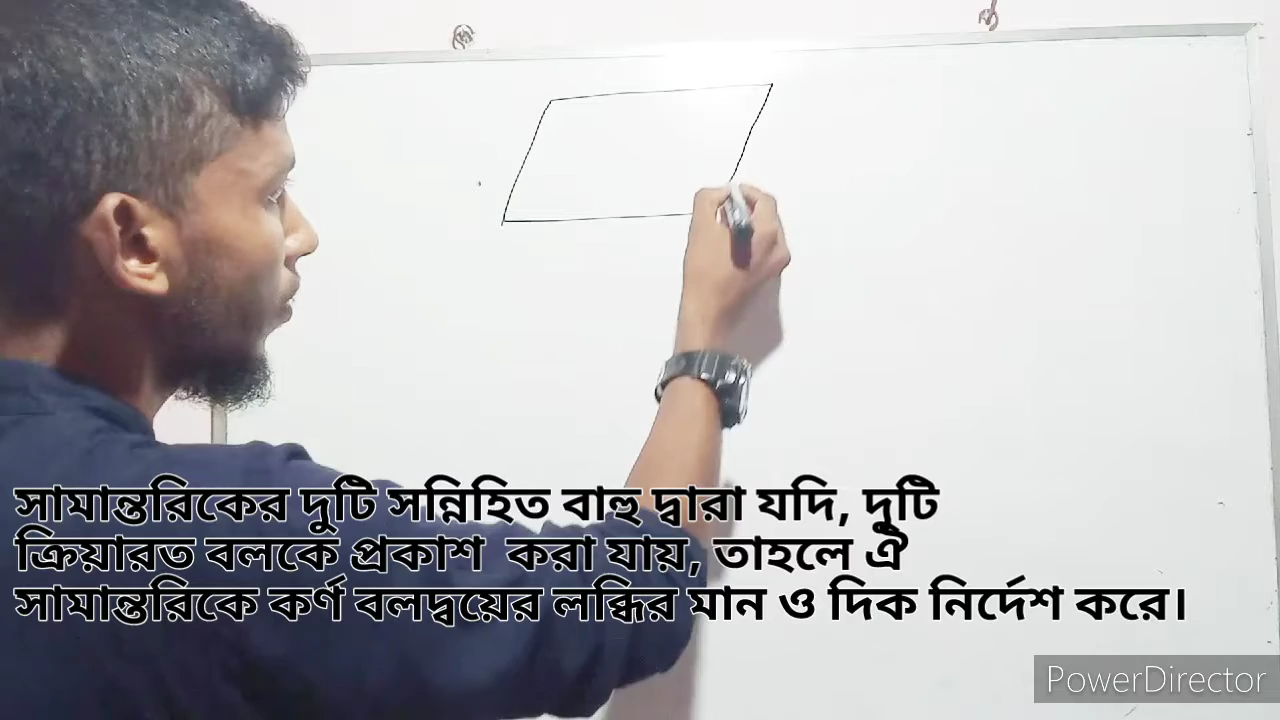 সামান্তরিকের দুটি সন্নিহিত বাহু দ্বারা যদি, দুটি
ক্রিয়ারত বলকে প্রকাশ করা যায়, তাহলে ঐ
সামান্তরিকে কর্ণ বলদ্বয়ের লব্ধির মান ও দিক নির্দেশ করে।
PowerDirector